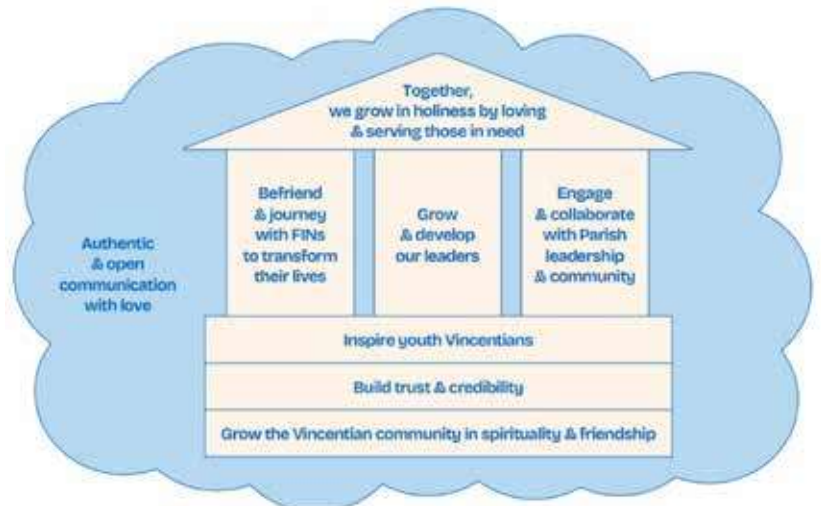 Together,
we grow in holiness by loving
& serving those in need
Befriend
& journey
with FINs
to transform
their lives
Grow
& develop
our leaders
Engage
& collaborate
with Parish
leadership
& community
Authentic
& open
communication
with love
Inspire youth Vincentians
Build trust & credibility
Grow the Vincentian community in spirituality & friendship